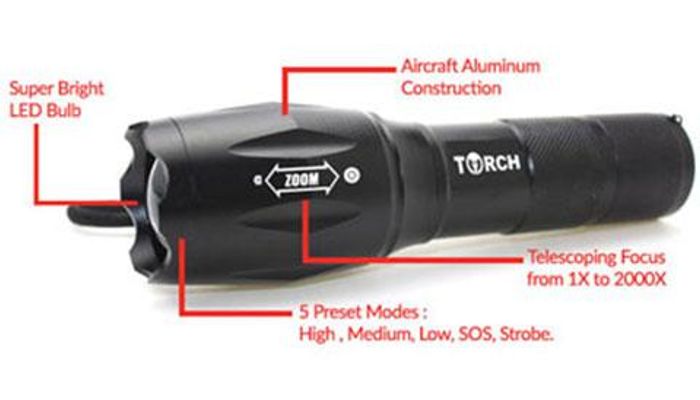 Aircraft Aluminum
Construction
Super Bright
LED Bulb
ZOOM
TORCH
Telescoping Focus
from 1X to 2000X
5 Preset Modes :
High , Medium, Low, SOS, Strobe.